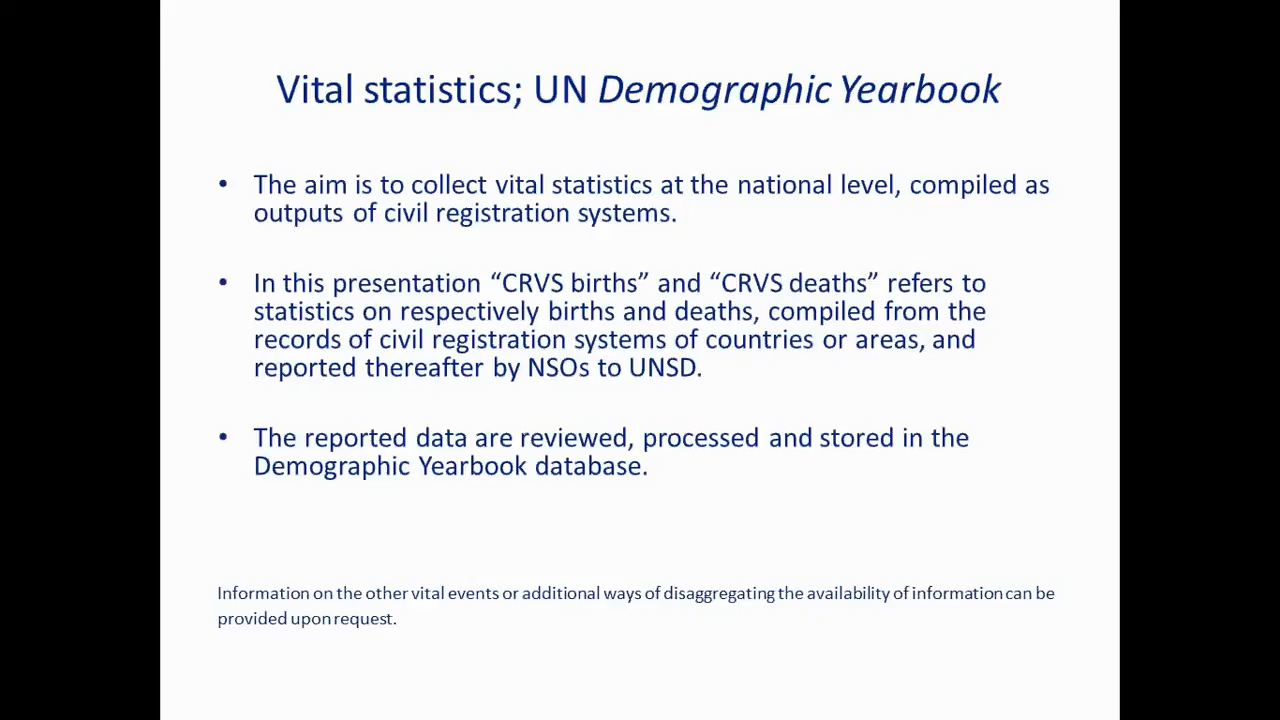 Vital statistics; UN Demographic Yearbook
• The aim is to collect vital statistics at the national level, compiled as
outputs of civil registration systems.
• In this presentation “CRVS births” and “CRVS deaths” refers to
statistics on respectively births and deaths, compiled from the
records of civil registration systems of countries or areas, and
reported thereafter by NSOs to UNSD.
• The reported data are reviewed, processed and stored in the
Demographic Yearbook database.
Information on the other vital events or additional ways of disaggregating the availability of information can be
provided upon request.